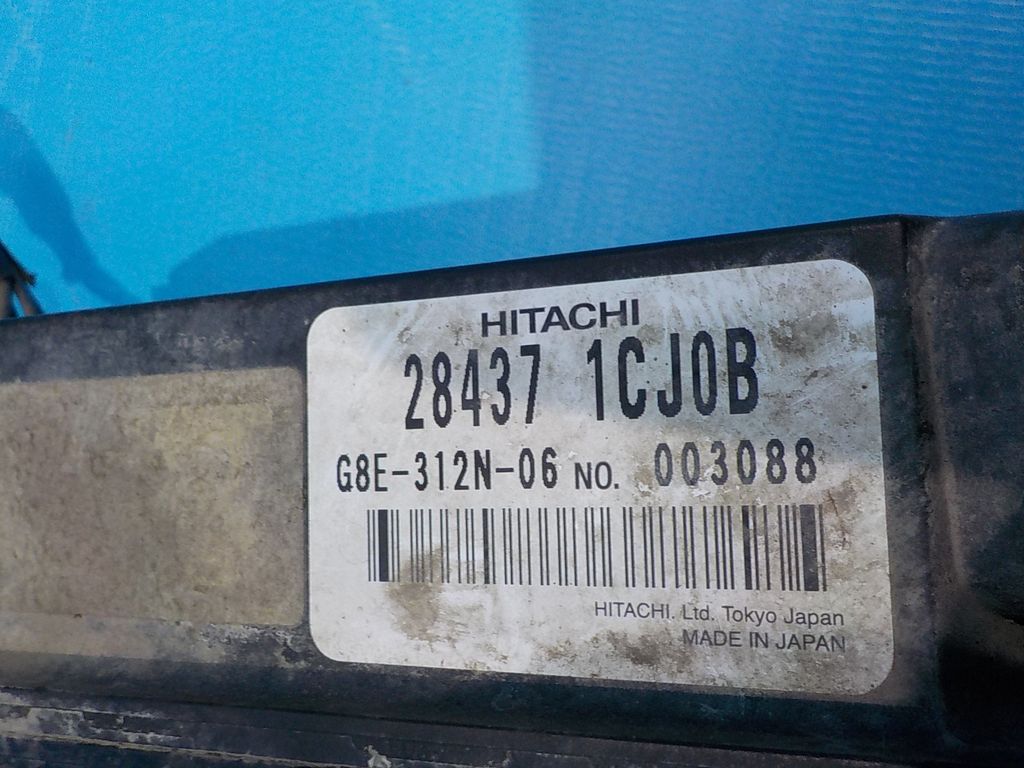 HITACHI
28437 1CJ0B
G8E-312N-06 NO. 003088
HITACHI. Ltd. Tokyo Japan
MADE IN JAPAN